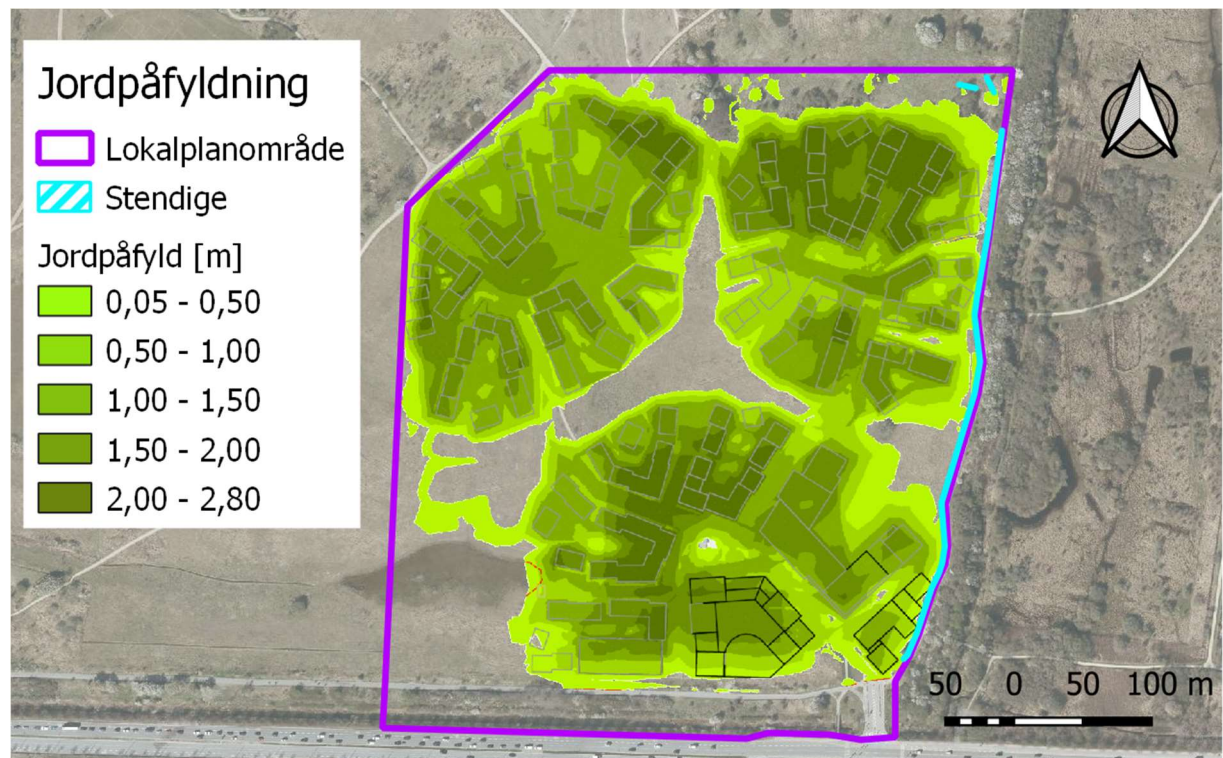 Jordpåfyldning
Lokalplanområde
Stendige
Jordpåfyld [m]
0,05 - 0,50
0,50 - 1,00
1,00 - 1,50
1,50 - 2,00
2,00 - 2,80
50 0 50 100 m